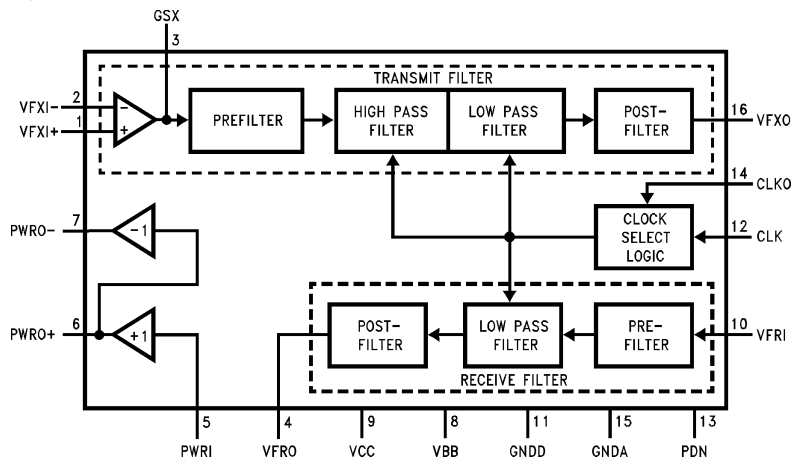 GSX
3
TRANSMIT FILTER
VFXI-
2
-
VFXI+
1
+
PREFILTER
HIGH PASS
FILTER
LOW PASS
FILTER
POST-
FILTER
16
VFXO
14
CLKO
CLOCK
SELECT
LOGIC
12
CLK
PWRO-
7
-1
PWRO+
6
+1
POST-
FILTER
LOW PASS
FILTER
PRE-
FILTER
10
VFRI
RECEIVE FILTER
5
PWRI
4
VFRO
9
VCC
8
VBB
11
GNDD
15
GNDA
13
PDN